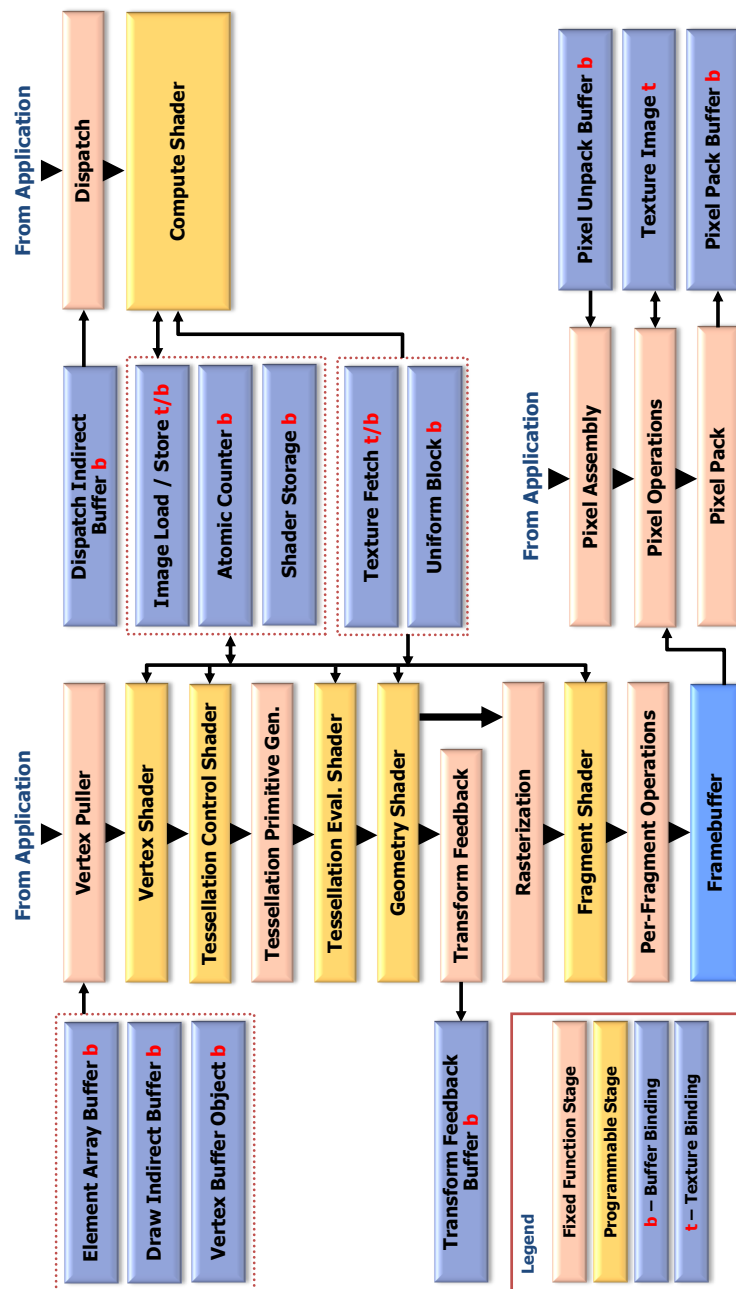 From Application
Vertex Puller
Vertex Shader
Tessellation Control Shader
Tessellation Primitive Gen.
Tessellation Eval. Shader
Geometry Shader
Transform Feedback
Rasterization
Fragment Shader
Per-Fragment Operations
Framebuffer
Element Array Buffer b
Draw Indirect Buffer b
Vertex Buffer Object b
Transform Feedback
Buffer b
Legend
Fixed Function Stage
Programmable Stage
b – Buffer Binding
t – Texture Binding
Dispatch Indirect
Buffer b
Image Load / Store t/b
Atomic Counter b
Shader Storage b
Texture Fetch t/b
Uniform Block b
From Application
Dispatch
Compute Shader
From Application
Pixel Assembly
Pixel Operations
Pixel Pack
Pixel Unpack Buffer b
Texture Image t
Pixel Pack Buffer b